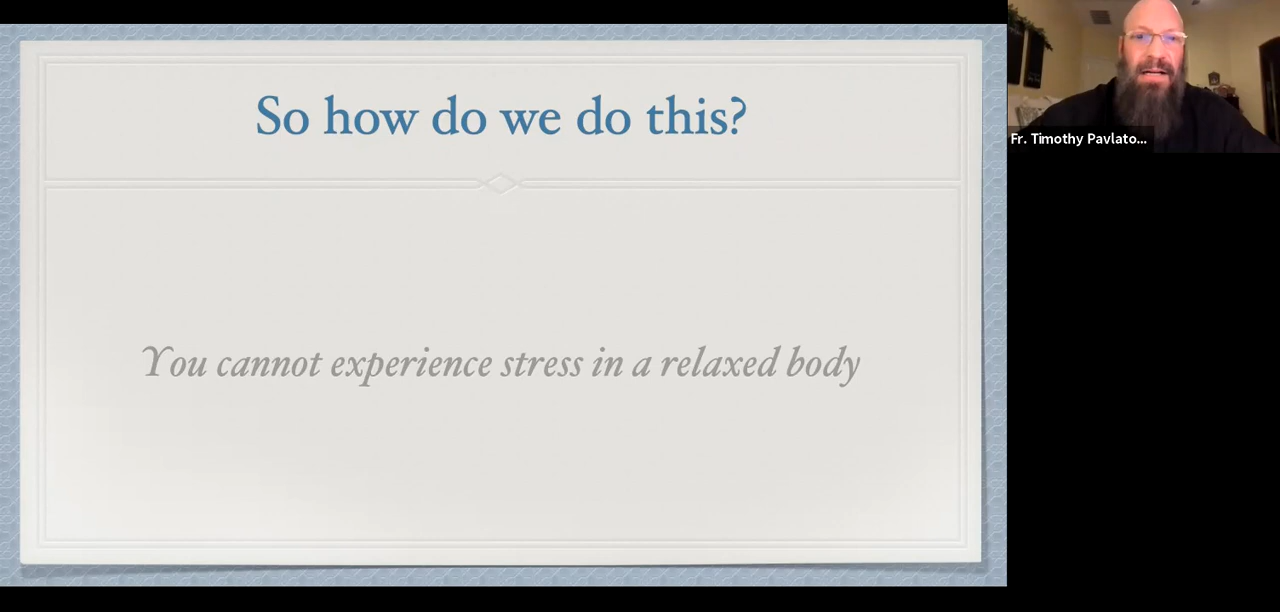 So how do we do this?
You cannot experience stress in a relaxed body
Fr. Timothy Pavlato...